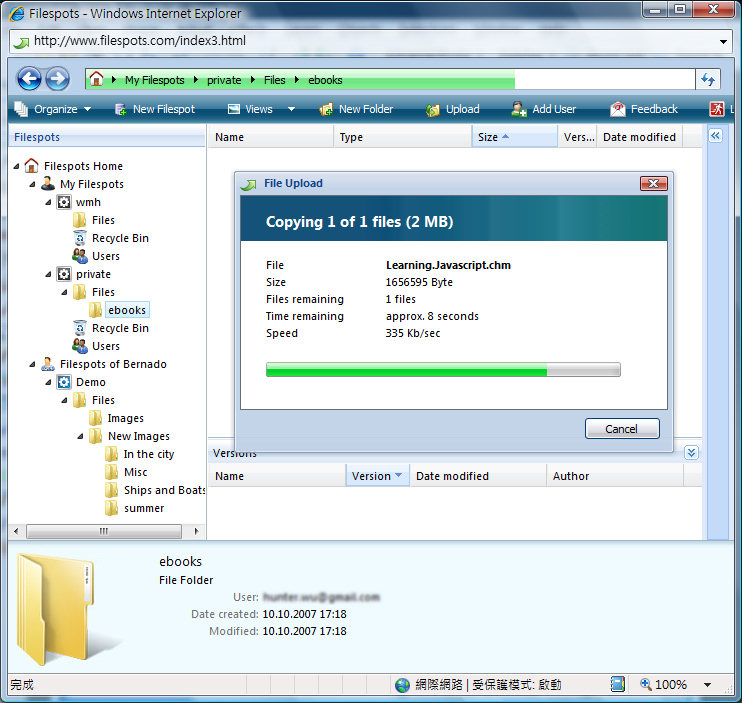 Filespots - Windows Internet Explorer
http://www.filespots.com/index3.html
My Filespots private Files ebooks
Organize New Filespot Views New Folder Upload Add User Feedback L
Filespots Name Type Size Vers... Date modified
Filespots Home
My Filespots
wmh
Files
Recycle Bin
Users
private
Files
ebooks
Recycle Bin
Users
Filespots of Bernado
Demo
Files
Images
New Images
In the city
Misc
Ships and Boats
summer
File Upload
Copying 1 of 1 files (2 MB)
File Learning.Javascript.chm
Size 1656595 Byte
Files remaining 1 files
Time remaining approx. 8 seconds
Speed 335 Kb/sec
Cancel
Versions
Name Version Date modified Author
ebooks
File Folder
User:
Date created: 10.10.2007 17:18
Modified: 10.10.2007 17:18
完成 網際網路 | 受保護模式: 啟動 100%